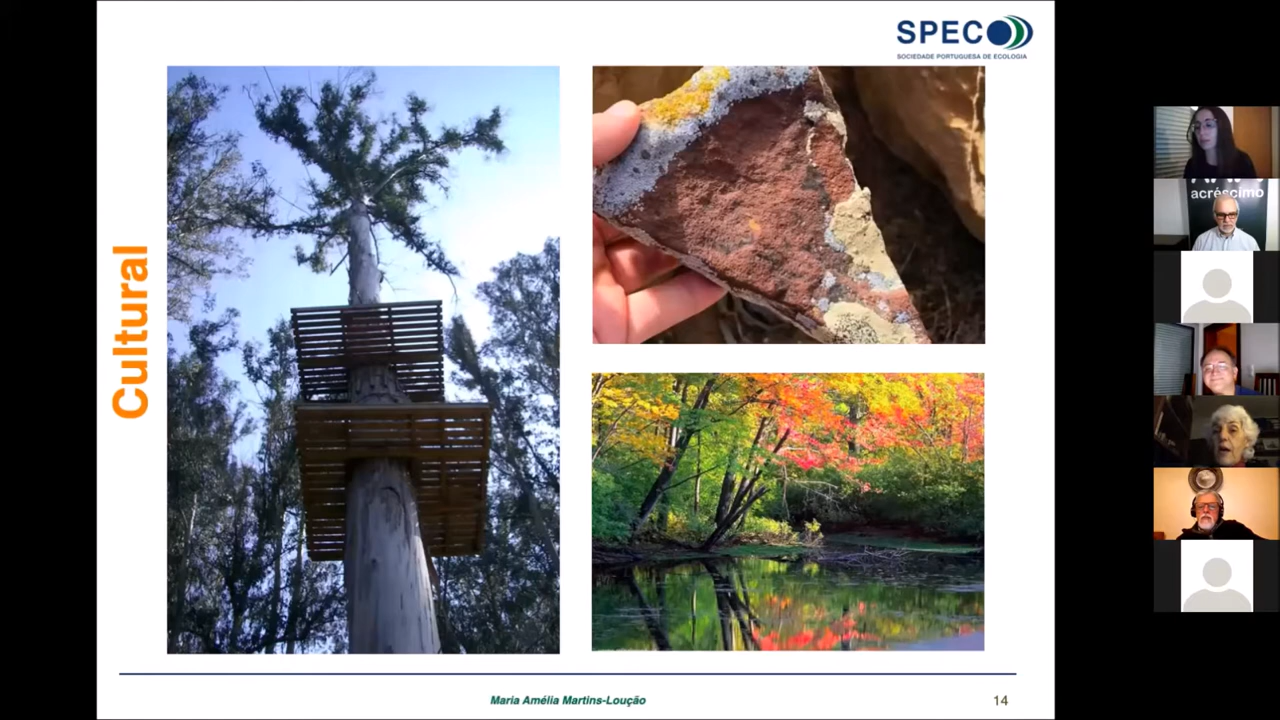 SPECO
SOCIEDADE PORTUGUESA DE ECOLOGIA
Cultural
acréscimo
Maria Amélia Martins-Loução
14